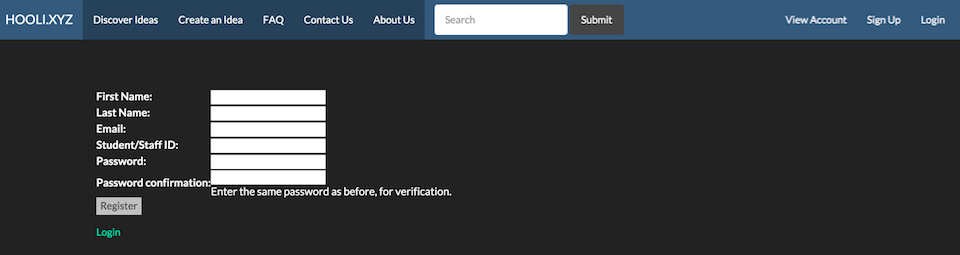 HOOLI.XYZ Discover Ideas Create an Idea FAQ Contact Us About Us Search Submit View Account Sign Up Login
First Name:
Last Name:
Email:
Student/Staff ID:
Password:
Password confirmation:
Enter the same password as before, for verification.
Register
Login